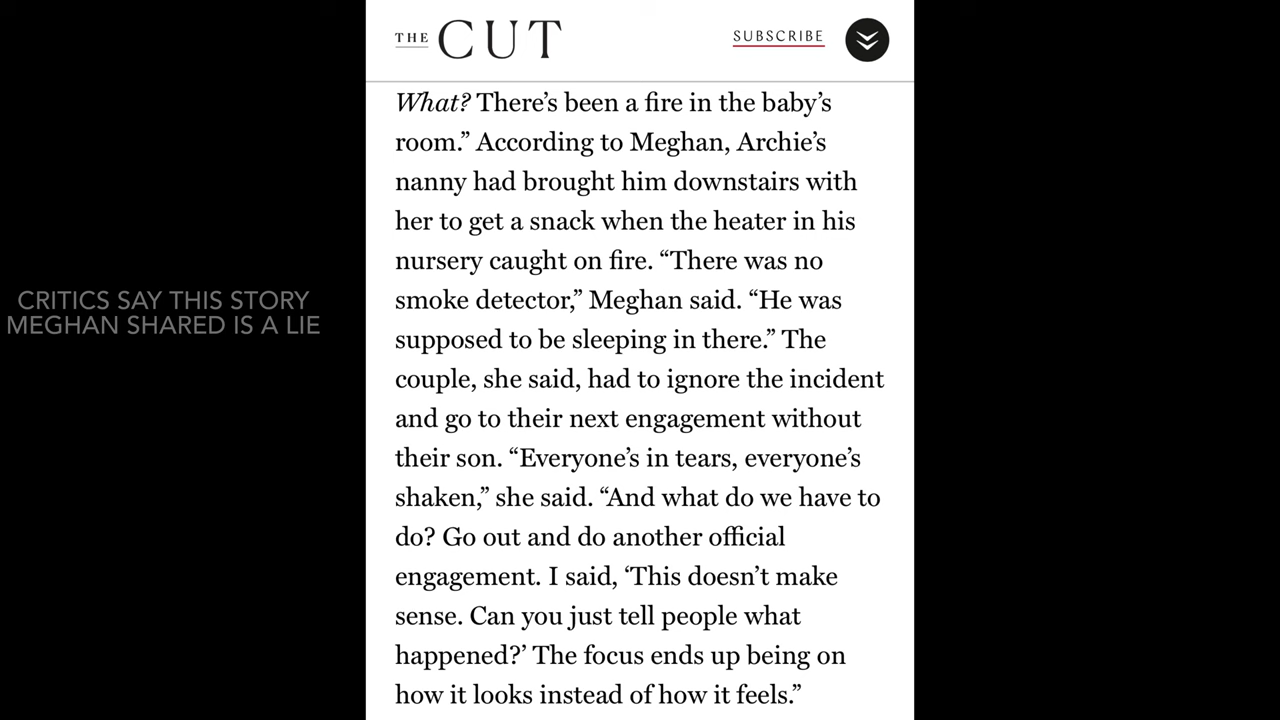 THE CUT
SUBSCRIBE
What? There’s been a fire in the baby’s
room.” According to Meghan, Archie’s
nanny had brought him downstairs with
her to get a snack when the heater in his
nursery caught on fire. “There was no
smoke detector,” Meghan said. “He was
supposed to be sleeping in there.” The
couple, she said, had to ignore the incident
and go to their next engagement without
their son. “Everyone’s in tears, everyone’s
shaken,” she said. “And what do we have to
do? Go out and do another official
engagement. I said, ‘This doesn’t make
sense. Can you just tell people what
happened?’ The focus ends up being on
how it looks instead of how it feels.”
CRITICS SAY THIS STORY
MEGHAN SHARED IS A LIE